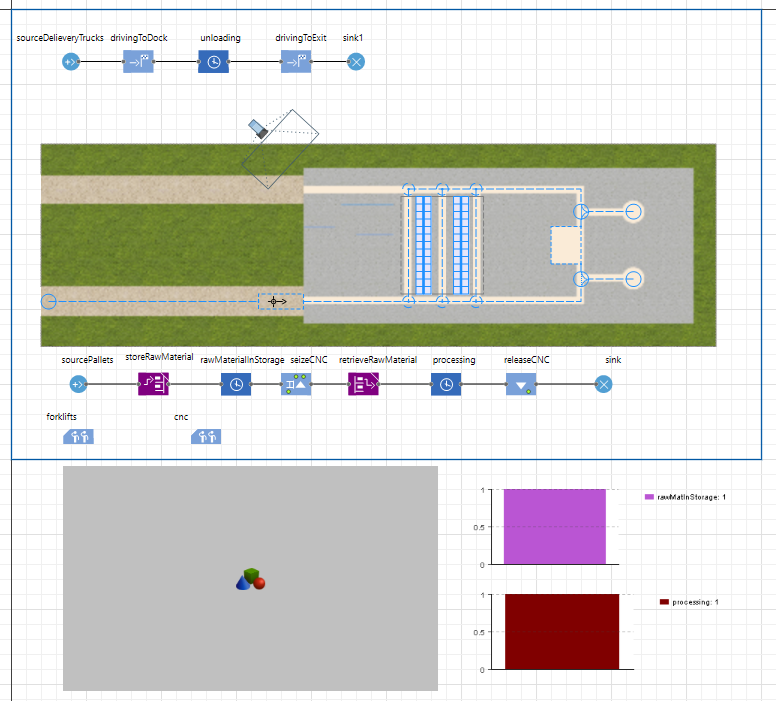 sourceDelieveryTrucks drivingToDock unloading drivingToExit sink1
sourcePallets storeRawMaterial rawMaterialInStorage seizeCNC retrieveRawMaterial processing releaseCNC sink
forklifts cnc
1
0.5
0
rawMatInStorage: 1
1
0.5
0
processing: 1